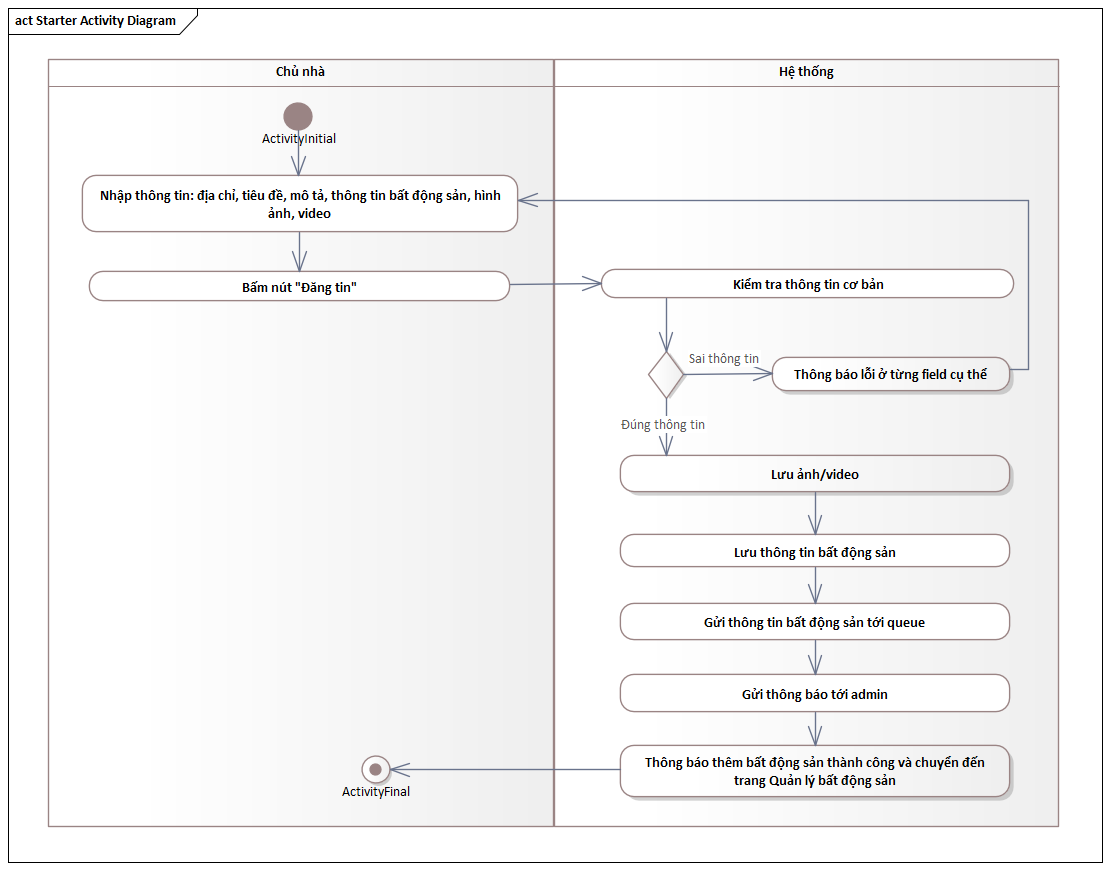 act Starter Activity Diagram
Chủ nhà
Hệ thống
ActivityInitial
Nhập thông tin: địa chỉ, tiêu đề, mô tả, thông tin bất động sản, hình
ảnh, video
Bấm nút "Đăng tin"
Kiểm tra thông tin cơ bản
Sai thông tin
Thông báo lỗi ở từng field cụ thể
Đúng thông tin
Lưu ảnh/video
Lưu thông tin bất động sản
Gửi thông tin bất động sản tới queue
Gửi thông báo tới admin
Thông báo thêm bất động sản thành công và chuyển đến
trang Quản lý bất động sản
ActivityFinal